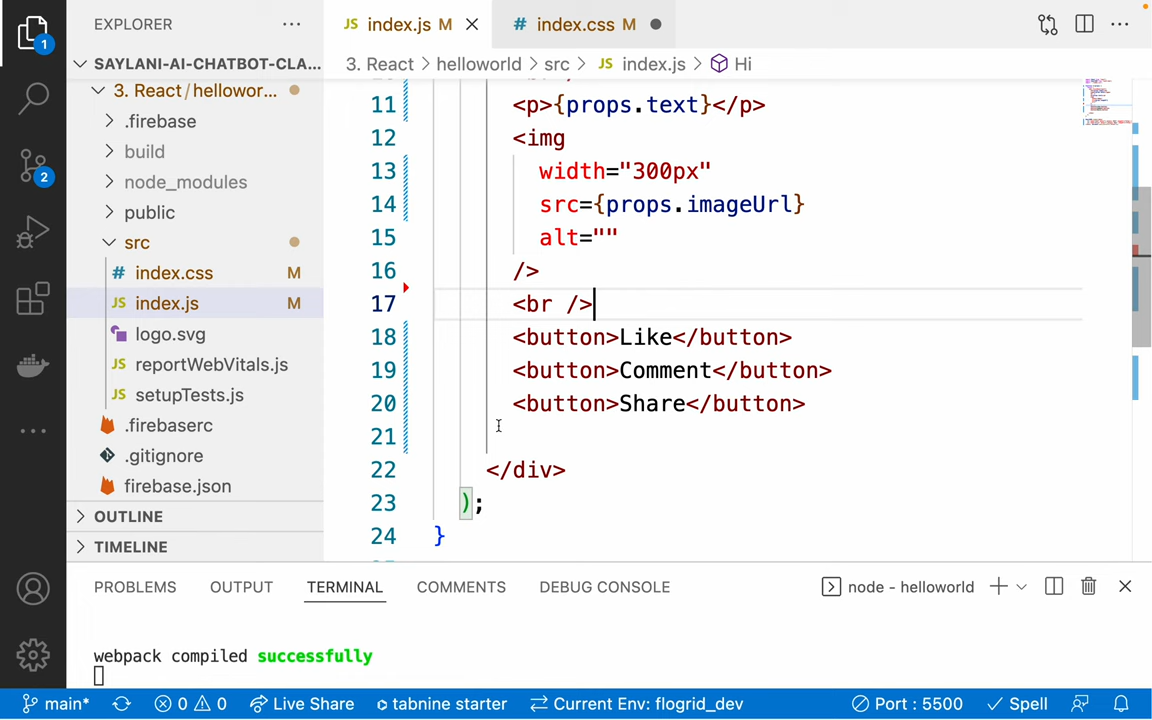 EXPLORER
JS index.js M
# index.css M
SAYLANI-AI-CHATBOT-CLA...
3. React / helloworld > src > JS index.js > Hi
3. React / hellowor...
.firebase
build
node_modules
public
src
# index.css M
JS index.js M
logo.svg
JS reportWebVitals.js
JS setupTests.js
.firebaserc
.gitignore
firebase.json
OUTLINE
TIMELINE
1
2
11 <p>{props.text}</p>
12 <img
13 width="300px"
14 src={props.imageUrl}
15 alt=""
16 />
17 <br />
18 <button>Like</button>
19 <button>Comment</button>
20 <button>Share</button>
21
22 </div>
23 );
24 }
PROBLEMS OUTPUT TERMINAL COMMENTS DEBUG CONSOLE node - helloworld
webpack compiled successfully
main* 0 0 Live Share tabnine starter Current Env: flogrid_dev Port : 5500 Spell